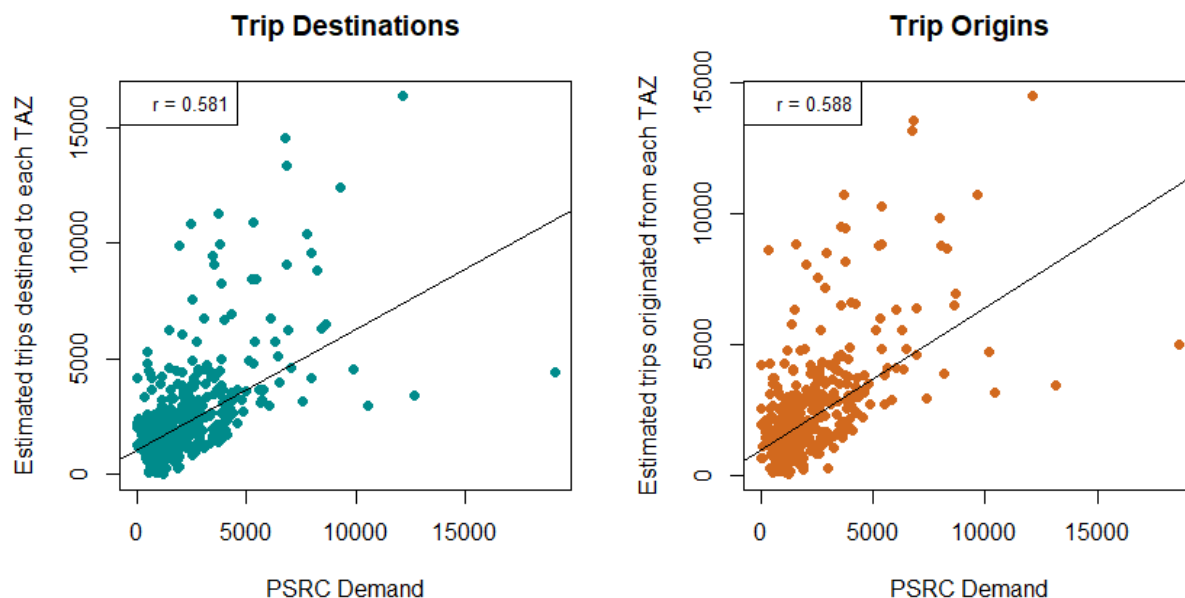 Trip Destinations
r = 0.581
Estimated trips destined to each TAZ
15000
10000
5000
0
0 5000 10000 15000
PSRC Demand
Trip Origins
r = 0.588
Estimated trips originated from each TAZ
15000
10000
5000
0
0 5000 10000 15000
PSRC Demand